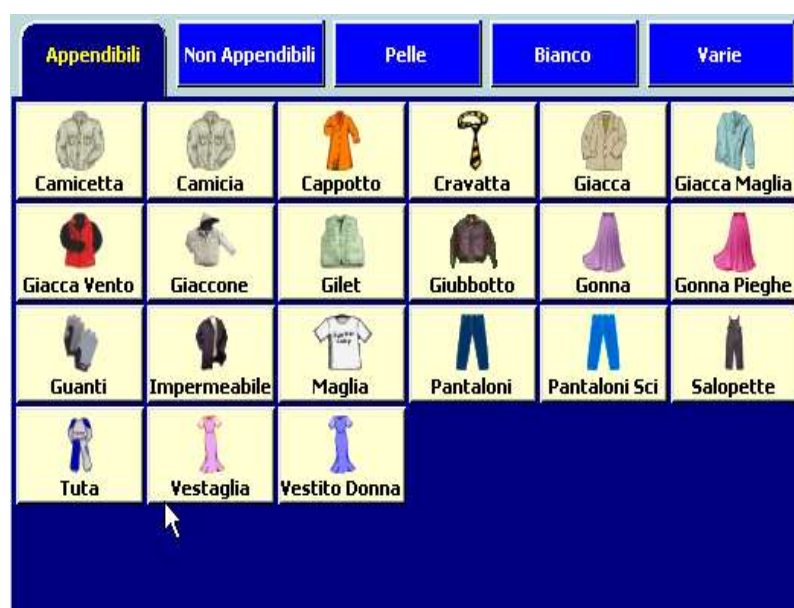 Appendibili
Non Appendibili
Pelle
Bianco
Varie
Camicetta
Camicia
Cappotto
Cravatta
Giacca
Giacca Maglia
Giacca Vento
Giaccone
Gilet
Giubbotto
Gonna
Gonna Pieghe
Guanti
Impermeabile
Maglia
Pantaloni
Pantaloni Sci
Salopette
Tuta
Vestaglia
Vestito Donna